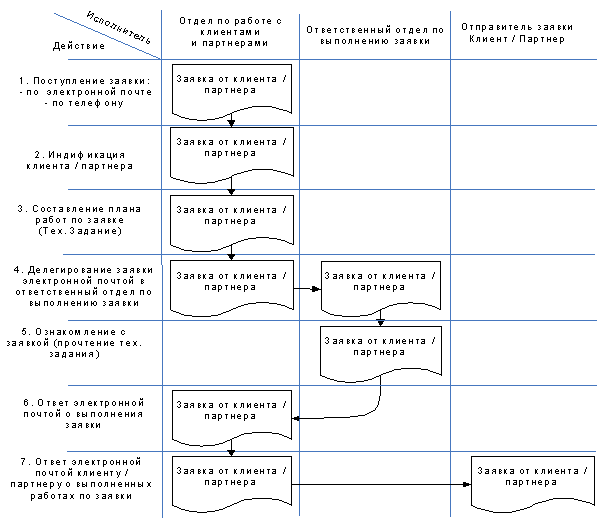 Исполнитель
Действие
Отдел по работе с
клиентами
и партнерами
Ответственный отдел по
выполнению заявки
Отправитель заявки
Клиент / Партнер
1. Поступление заявки:
- по электронной почте
- по телефону
Заявка от клиента /
партнера
2. Индификация
клиента / партнера
Заявка от клиента /
партнера
3. Составление плана
работ по заявке
(Тех. Задание)
Заявка от клиента /
партнера
4. Делегирование заявки
электронной почтой в
ответственный отдел по
выполнению заявки
Заявка от клиента /
партнера
Заявка от клиента /
партнера
5. Ознакомление с
заявкой (прочтение тех.
задания)
Заявка от клиента /
партнера
6. Ответ электронной
почтой о выполнения
заявки
Заявка от клиента /
партнера
7. Ответ электронной
почтой клиенту /
партнеру о выполненных
работах по заявки
Заявка от клиента /
партнера
Заявка от клиента /
партнера